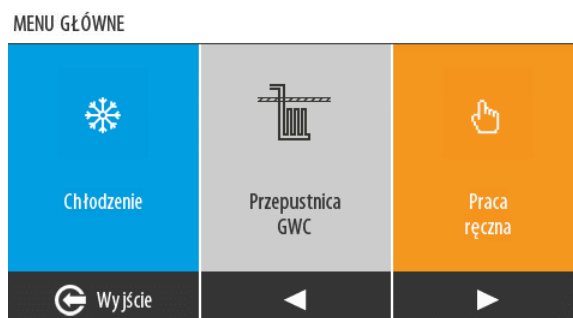 MENU GŁÓWNE
Chłodzenie
Przepustnica
GWC
Praca
ręczna
Wyjście